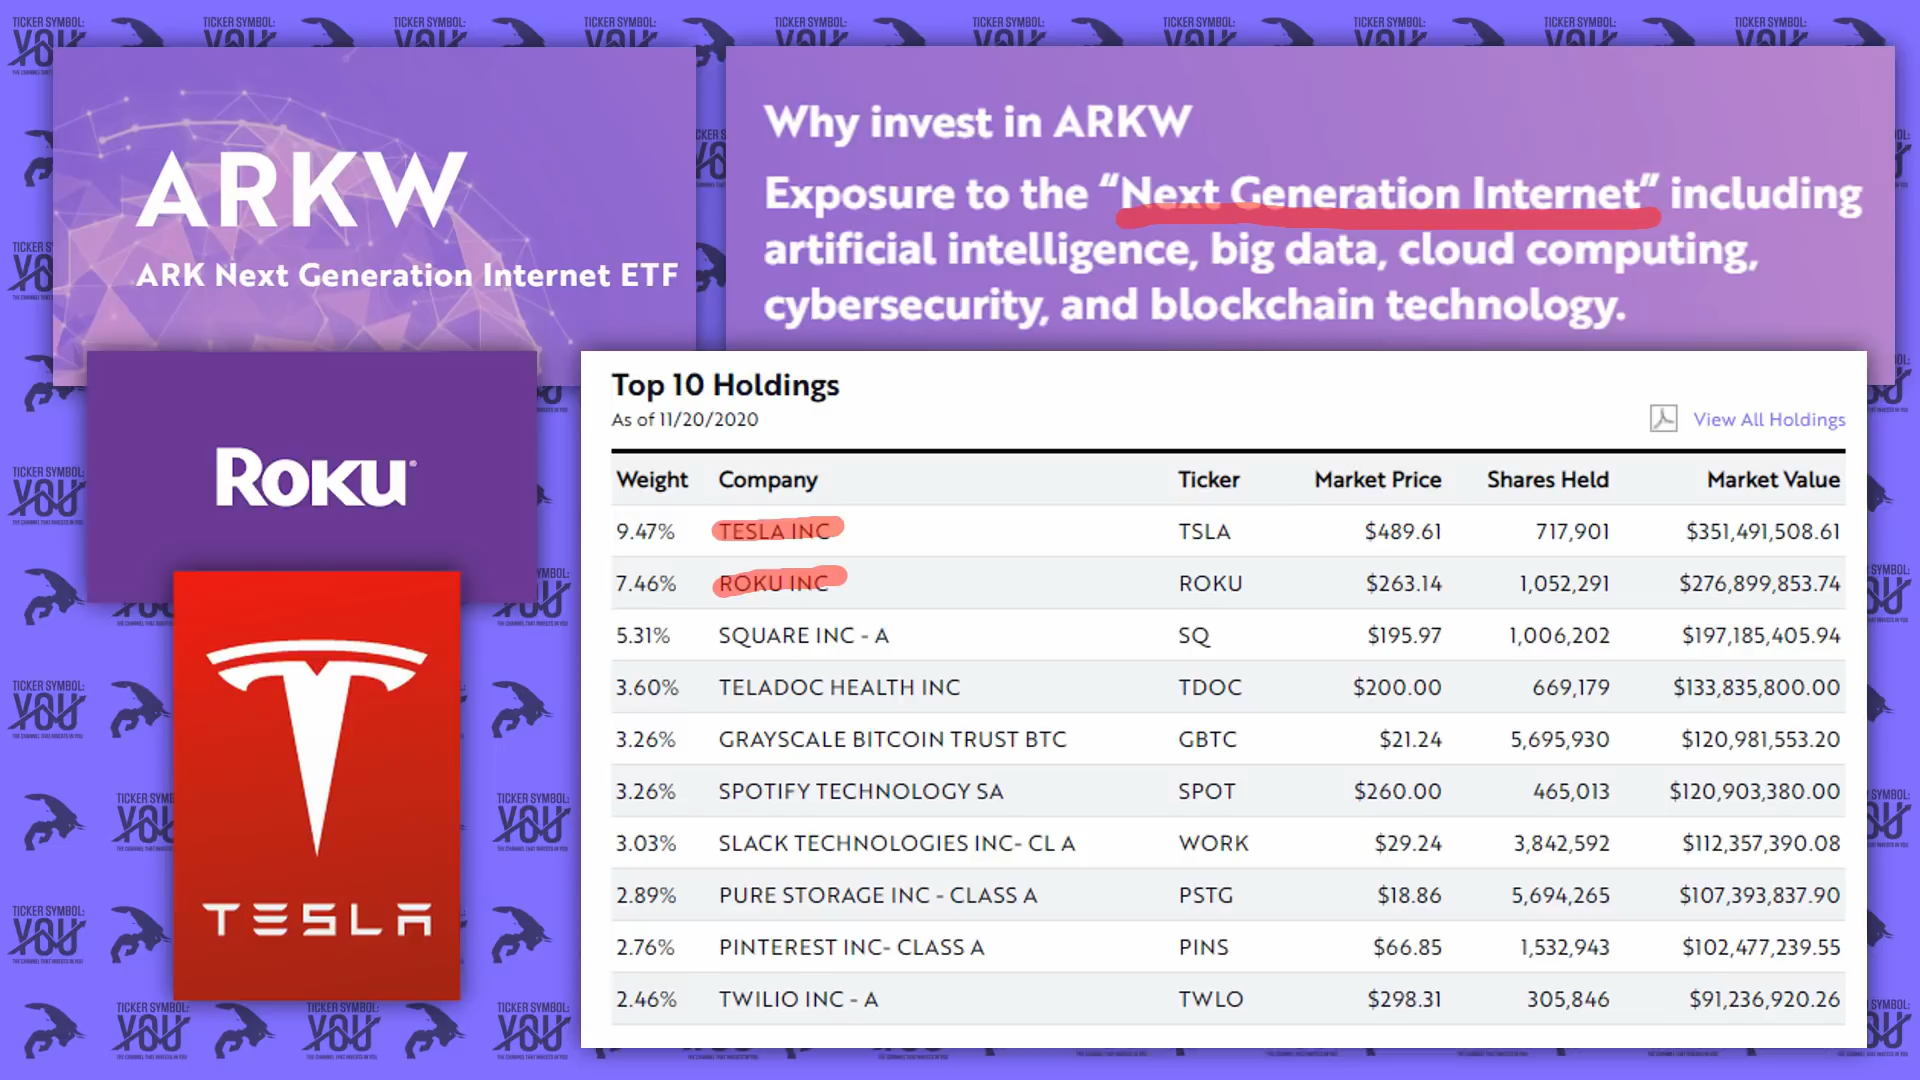 ARKW
ARK Next Generation Internet ETF
Why invest in ARKW
Exposure to the “Next Generation Internet” including
artificial intelligence, big data, cloud computing,
cybersecurity, and blockchain technology.
ROKU
TESLA
Top 10 Holdings
As of 11/20/2020
View All Holdings
Weight Company Ticker Market Price Shares Held Market Value
9.47% TESLA INC TSLA $489.61 717,901 $351,491,508.61
7.46% ROKU INC ROKU $263.14 1,052,291 $276,899,853.74
5.31% SQUARE INC - A SQ $195.97 1,006,202 $197,185,405.94
3.60% TELADOC HEALTH INC TDOC $200.00 669,179 $133,835,800.00
3.26% GRAYSCALE BITCOIN TRUST BTC GBTC $21.24 5,695,930 $120,981,553.20
3.26% SPOTIFY TECHNOLOGY SA SPOT $260.00 465,013 $120,903,380.00
3.03% SLACK TECHNOLOGIES INC- CL A WORK $29.24 3,842,592 $112,357,390.08
2.89% PURE STORAGE INC - CLASS A PSTG $18.86 5,694,265 $107,393,837.90
2.76% PINTEREST INC- CLASS A PINS $66.85 1,532,943 $102,477,239.55
2.46% TWILIO INC - A TWLO $298.31 305,846 $91,236,920.26
TICKER SYMBOL:
YOU
THE CHANNEL THAT INVESTS IN YOU